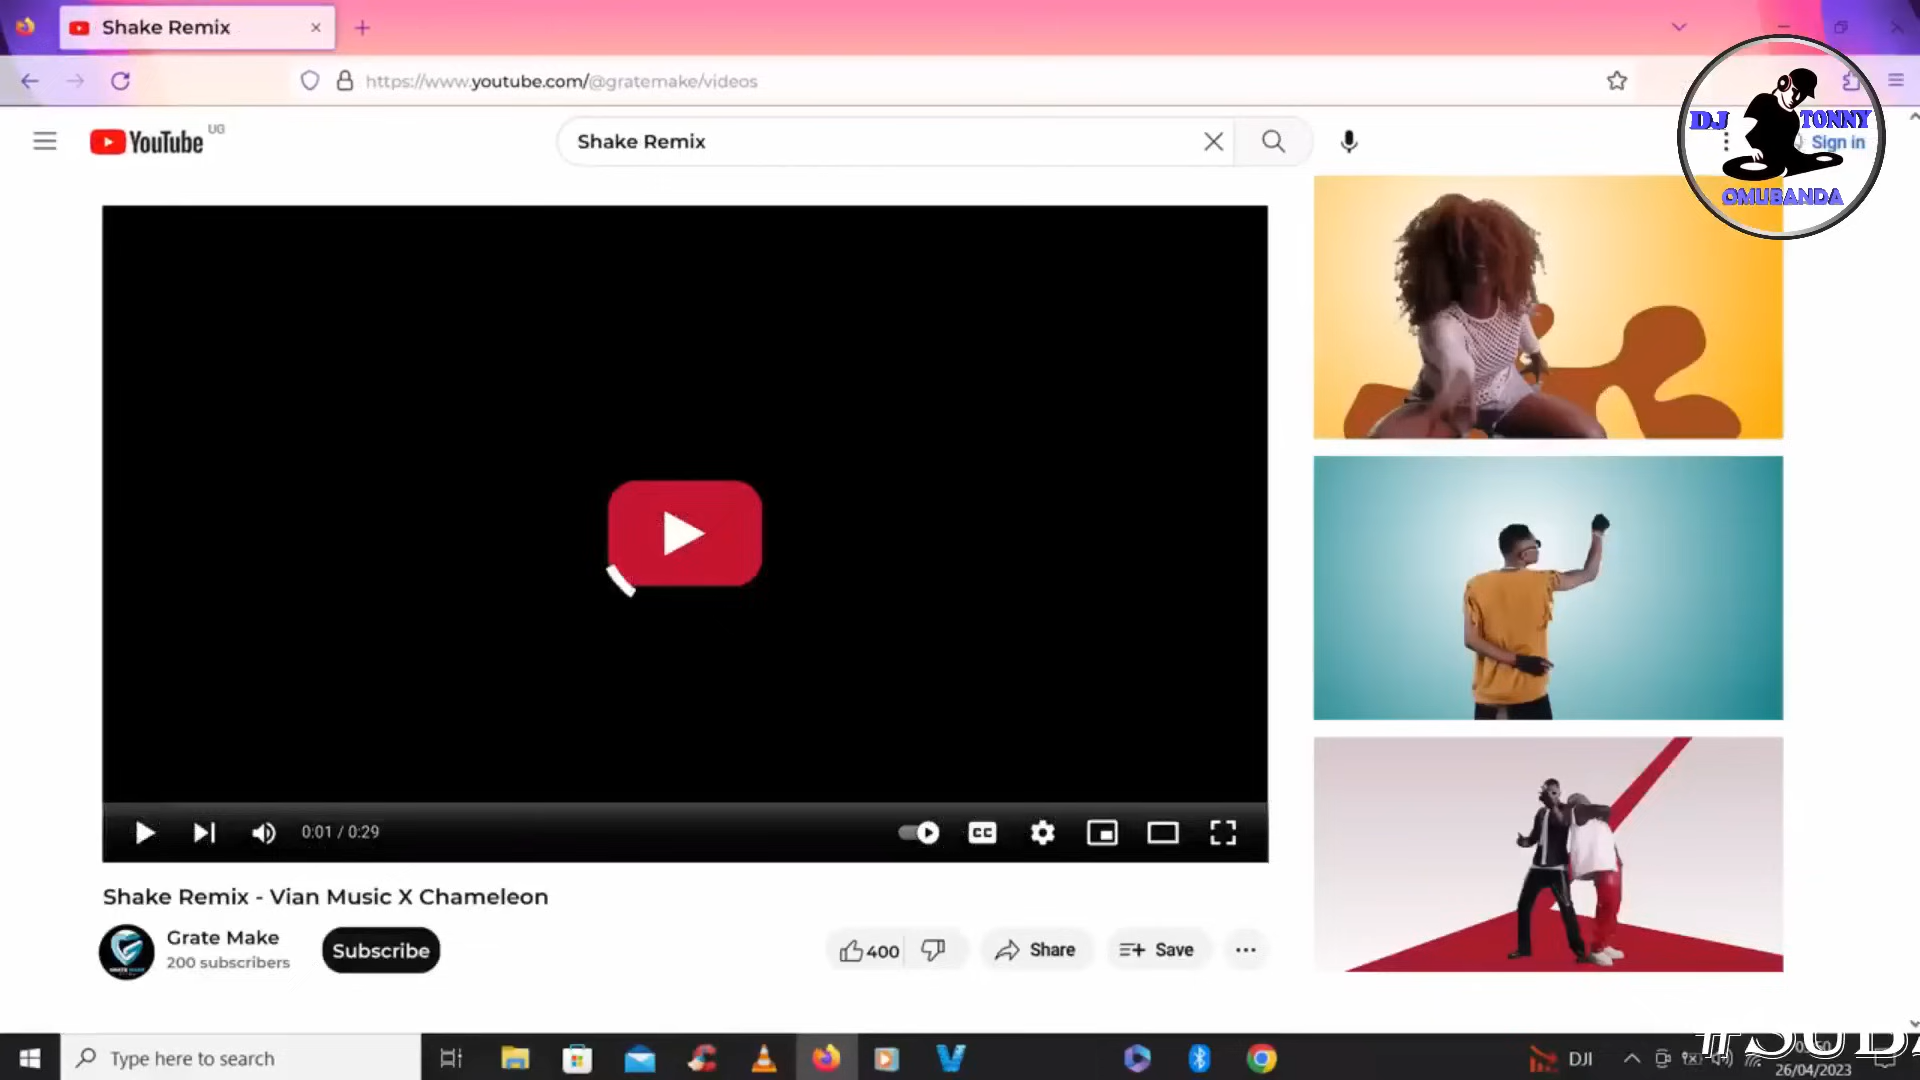 Shake Remix
https://www.youtube.com/@gratemake/videos
YouTube UG
Shake Remix
Sign in
DJ TONNY
OMUBANDA
0:01 / 0:29
CC
Shake Remix - Vian Music X Chameleon
Grate Make
200 subscribers
Subscribe
400
Share
Save
Type here to search
DJI
26/04/2023